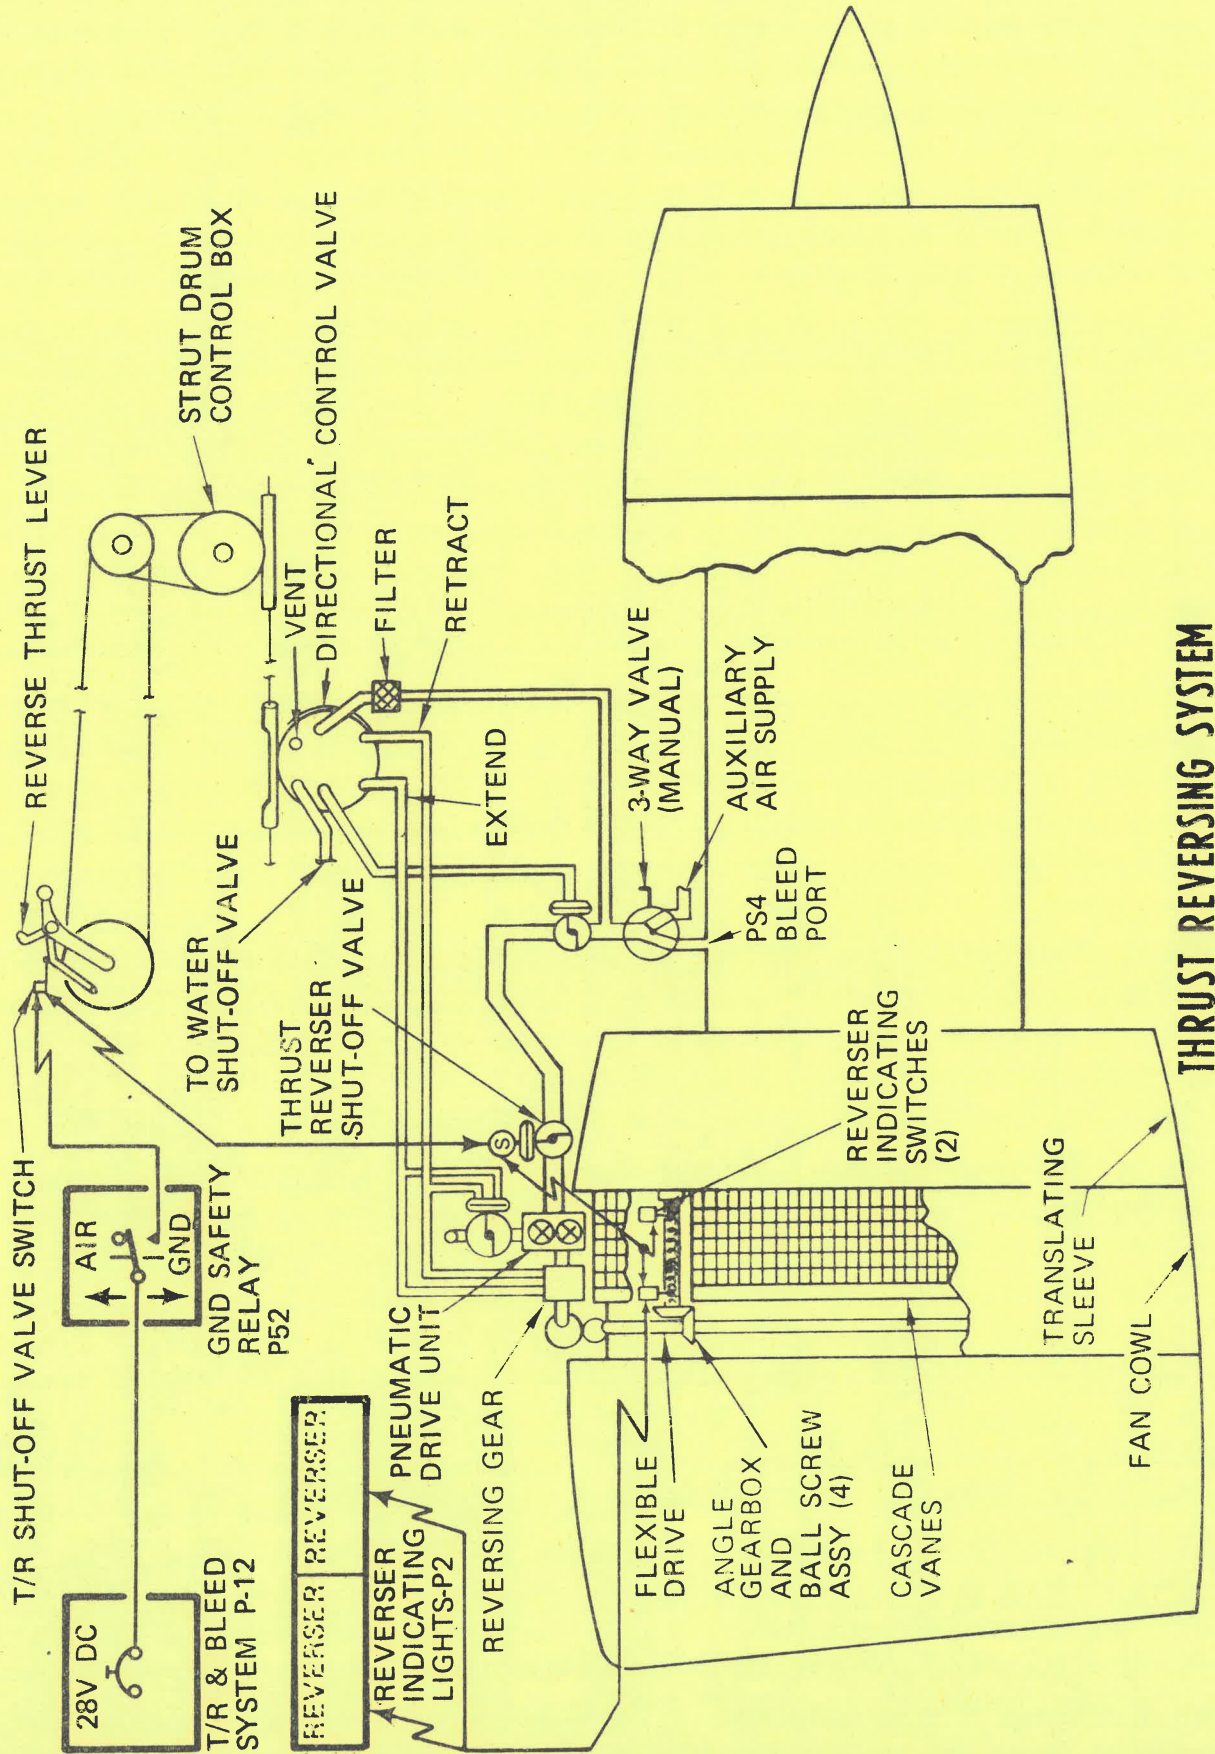 T/R SHUT-OFF VALVE SWITCH
REVERSE THRUST LEVER
28V DC
T/R & BLEED
SYSTEM P-12
AIR
GND
GND SAFETY
RELAY
P52
STRUT DRUM
CONTROL BOX
TO WATER
SHUT-OFF VALVE
VENT
DIRECTIONAL CONTROL VALVE
THRUST
REVERSER
SHUT-OFF VALVE
FILTER
RETRACT
EXTEND
REVERSER
REVERSER
REVERSER
INDICATING
LIGHTS-P2
PNEUMATIC
DRIVE UNIT
REVERSING GEAR
S
3-WAY VALVE
(MANUAL)
AUXILIARY
AIR SUPPLY
PS4
BLEED
PORT
FLEXIBLE
DRIVE
ANGLE
GEARBOX
AND
BALL SCREW
ASSY (4)
CASCADE
VANES
REVERSER
INDICATING
SWITCHES
(2)
TRANSLATING
SLEEVE
FAN COWL
THRUST REVERSING SYSTEM